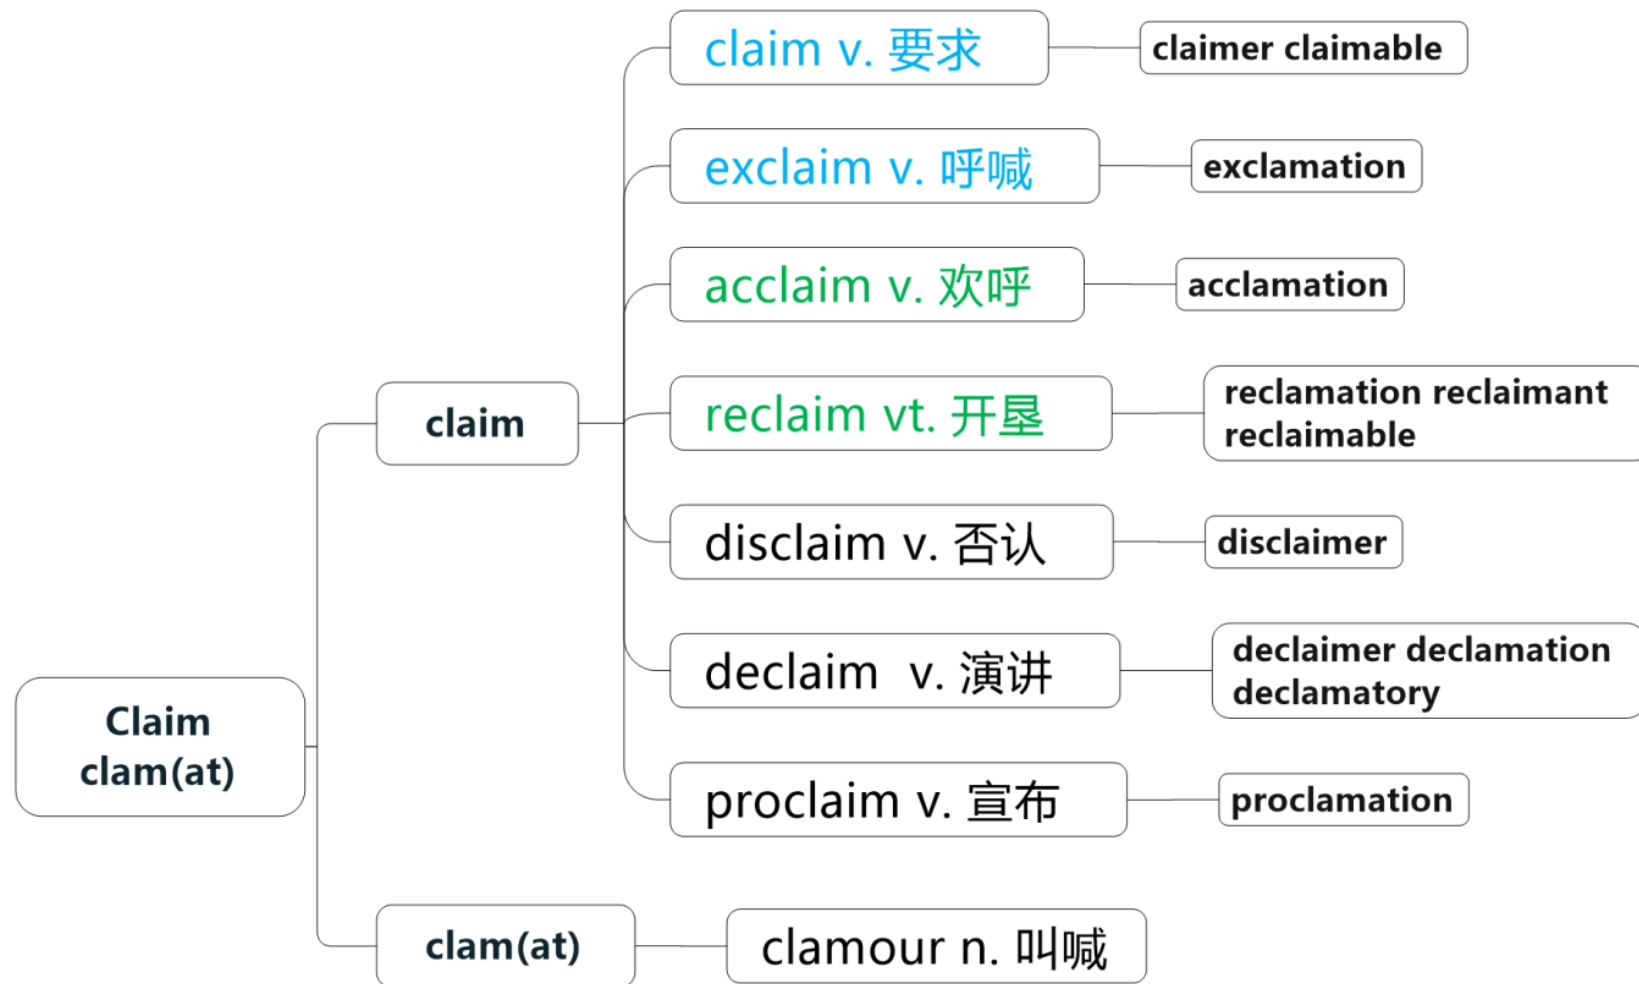 claim v. 要求
claimer claimable
exclaim v. 呼喊
exclamation
acclaim v. 欢呼
acclamation
claim
reclaim vt. 开垦
reclamation reclaimant
reclaimable
disclaim v. 否认
disclaimer
declaim v. 演讲
declaimer declamation
declamatory
Claim
clam(at)
proclaim v. 宣布
proclamation
clam(at)
clamour n. 叫喊